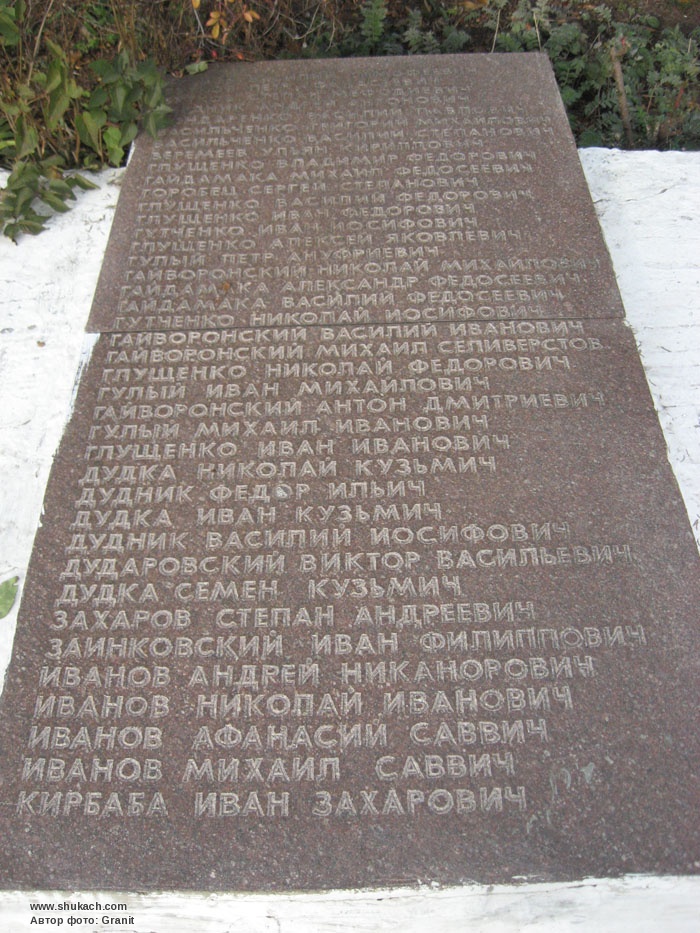 ВАСИЛЬЧЕНКО МИХАЙЛОВИЧ
ВАСИЛЬЧЕНКО ВАСИЛИЙ СТЕПАНОВИЧ
ГЛУЩЕНКО ВЛАДИМИР ФЕДОРОВИЧ
ГАЙДАМАКА МИХАИЛ ФЕДОСЕЕВИЧ
ГОРОБЕЦ СЕРГЕЙ СТЕПАНОВИЧ
ГЛУЩЕНКО ВАСИЛИЙ ФЕДОРОВИЧ
ГЛУЩЕНКО ИВАН ФЕДОРОВИЧ
ГУТЧЕНКО ИВАН ИОСИФОВИЧ
ГЛУЩЕНКО АЛЕКСЕЙ ЯКОВЛЕВИЧ
ГУЛЫЙ ПЕТР АНУФРИЕВИЧ
ГАЙВОРОНСКИЙ НИКОЛАЙ МИХАЙЛОВИЧ
ГАЙДАМАКА АЛЕКСАНДР ФЕДОСЕЕВИЧ
ГАЙДАМАКА ВАСИЛИЙ ФЕДОСЕЕВИЧ
ГУТЧЕНКО НИКОЛАЙ ИОСИФОВИЧ
ГАЙВОРОНСКИЙ ВАСИЛИЙ ИВАНОВИЧ
ГАЙВОРОНСКИЙ МИХАИЛ СЕЛИВЕРСТОВ
ГЛУЩЕНКО НИКОЛАЙ ФЕДОРОВИЧ
ГУЛЫЙ ИВАН МИХАЙЛОВИЧ
ГАЙВОРОНСКИЙ АНТОН ДМИТРИЕВИЧ
ГУЛЫЙ МИХАИЛ ИВАНОВИЧ
ГЛУЩЕНКО ИВАН ИВАНОВИЧ
ДУДКА НИКОЛАЙ КУЗЬМИЧ
ДУДНИК ФЕДОР ИЛЬИЧ
ДУДКА ИВАН КУЗЬМИЧ
ДУДНИК ВАСИЛИЙ ИОСИФОВИЧ
ДУДАРОВСКИЙ ВИКТОР ВАСИЛЬЕВИЧ
ДУДКА СЕМЕН КУЗЬМИЧ
ЗАХАРОВ СТЕПАН АНДРЕЕВИЧ
ЗАИНКОВСКИЙ ИВАН ФИЛИППОВИЧ
ИВАНОВ АНДРЕЙ НИКАНОРОВИЧ
ИВАНОВ НИКОЛАЙ ИВАНОВИЧ
ИВАНОВ АФАНАСИЙ САВВИЧ
ИВАНОВ МИХАИЛ САВВИЧ
КИРБАБА ИВАН ЗАХАРОВИЧ
www.shukach.com
Автор фото: Granit